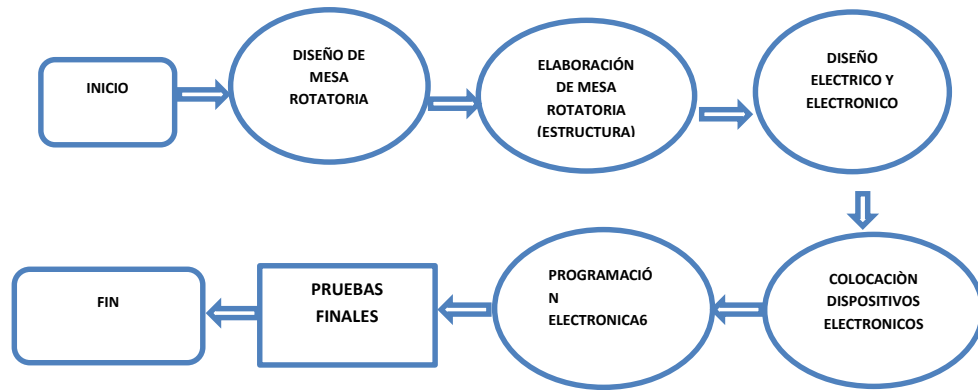 INICIO
DISEÑO DE
MESA
ROTATORIA
ELABORACIÓN
DE MESA
ROTATORIA
(ESTRUCTURA)
DISEÑO
ELECTRICO Y
ELECTRONICO
COLOCACIÒN
DISPOSITIVOS
ELECTRONICOS
PROGRAMACIÓ
N
ELECTRONICA6
PRUEBAS
FINALES
FIN